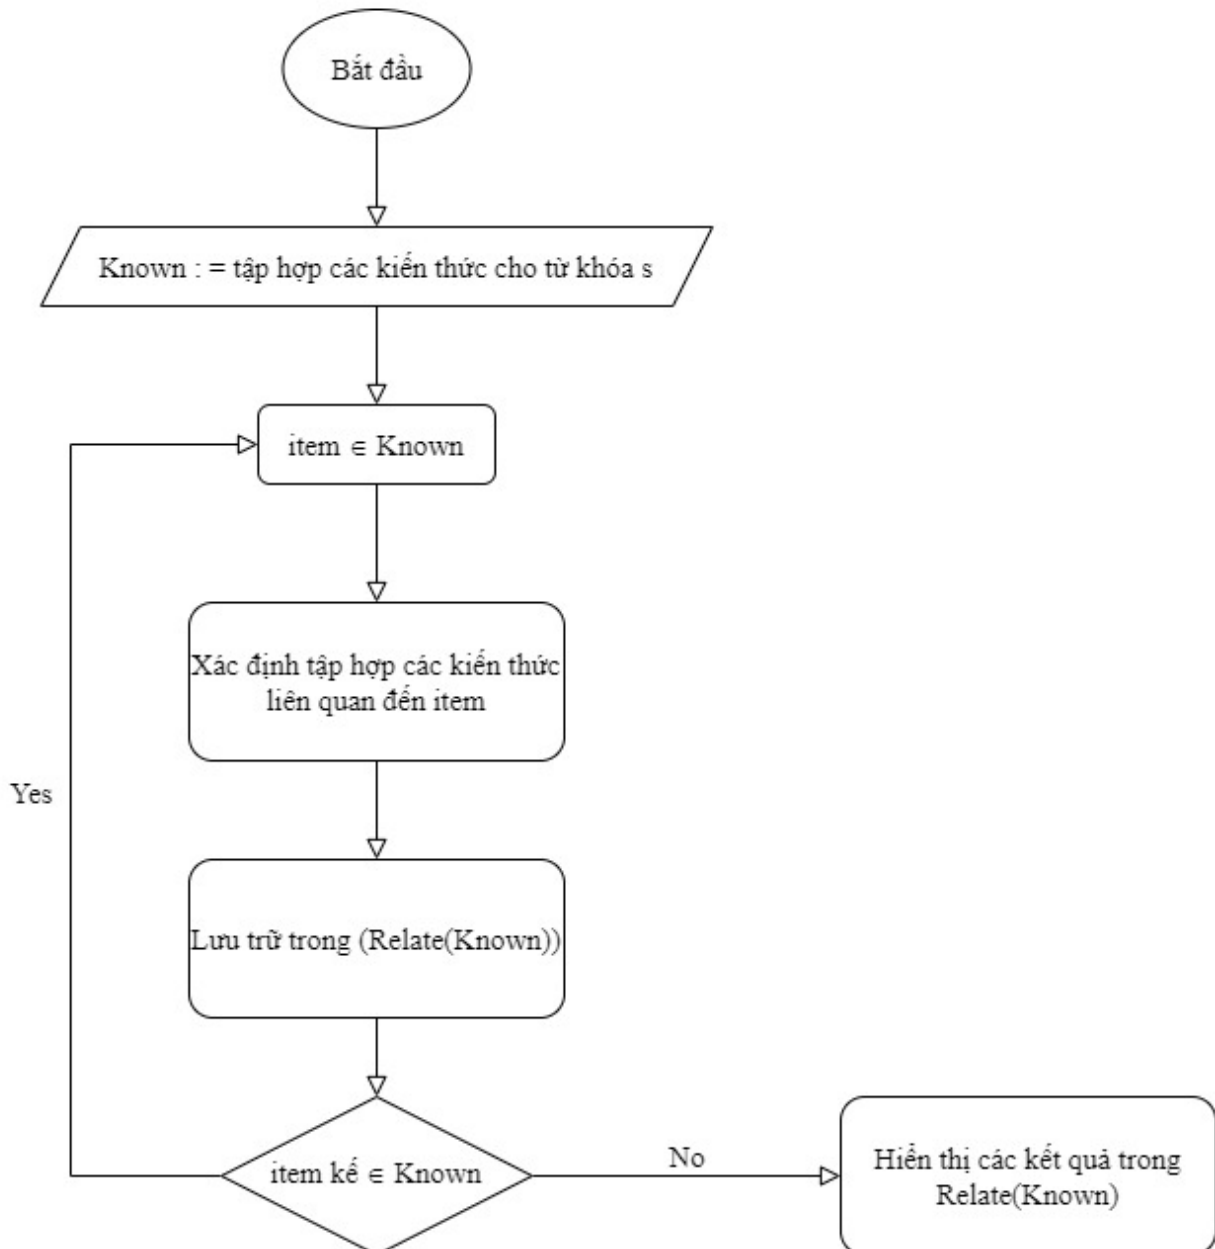 Bắt đầu
Known : = tập hợp các kiến thức cho từ khóa s
item ∈ Known
Xác định tập hợp các kiến thức
liên quan đến item
Yes
Lưu trữ trong (Relate(Known))
item kế ∈ Known
No
Hiển thị các kết quả trong
Relate(Known)